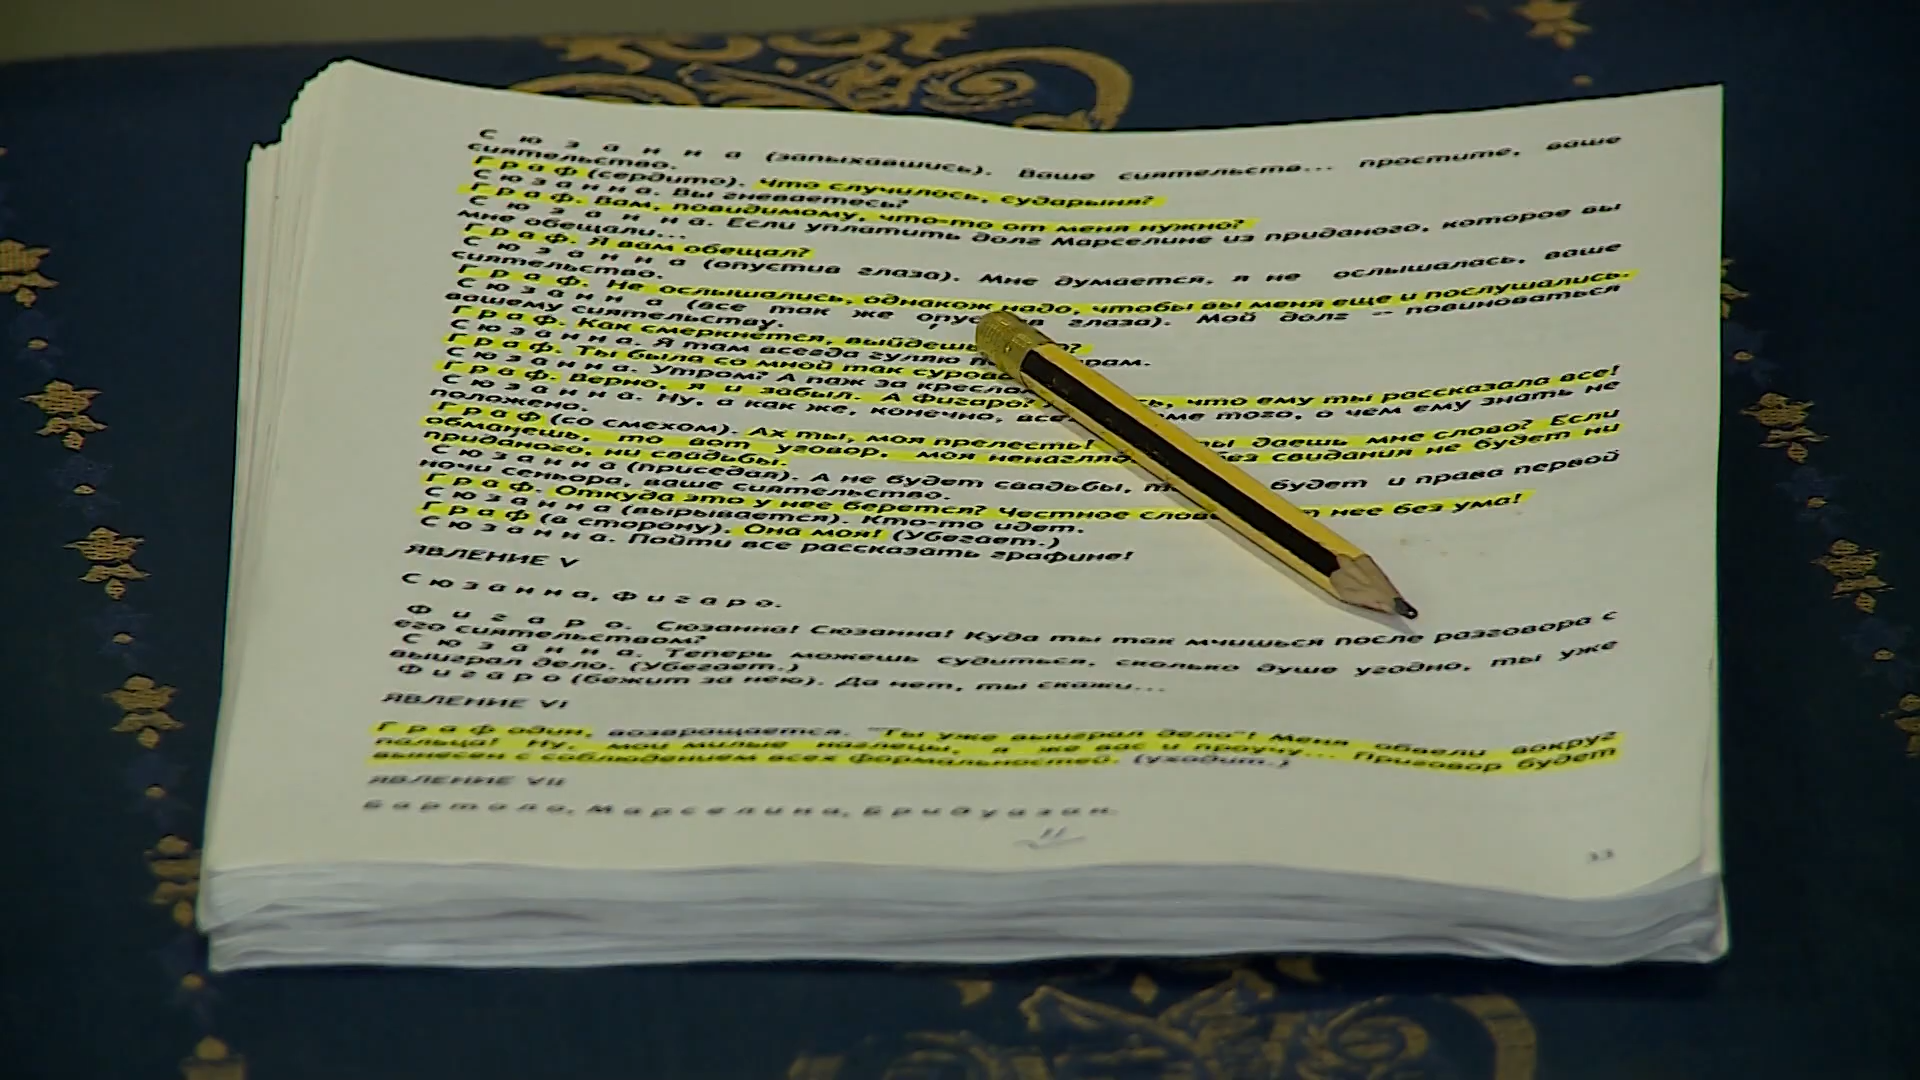 С ю з а н н а (запыхавшись). Ваше сиятельств... простите, ваше
сиятельство.
Г р а ф (сердито). Что случилось, сударыня?
С ю з а н н а. Вы гневаетесь?
Г р а ф. Вам, повидимому, что-то от меня нужно?
С ю з а н н а. Если уплатить долг Марселине из приданого, которое вы
мне обещали...
Г р а ф. Я вам обещал?
С ю з а н н а (опустив глаза). Мне думается, я не ослышалась, ваше
сиятельство.
Г р а ф. Не ослышались, однакож надо, чтобы вы меня еще и послушались.
С ю з а н н а (все так же опустив глаза). Мой долг -- повиноваться
вашему сиятельству.
Г р а ф. Как смеркнется, выйдешь ?
С ю з а н н а. Я там всегда гуляю по рам.
Г р а ф. Ты была со мной так сурова
С ю з а н н а. Утром? А паж за кресло
Г р а ф. Верно, я и забыл. А Фигаро? ь, что ему ты рассказала все!
С ю з а н н а. Ну, а как же, конечно, все ме того, о чем ему знать не
положено.
Г р а ф (со смехом). Ах ты, моя прелесть! ты даешь мне слово? Если
обманешь, то вот уговор, моя ненагляд без свидания не будет ни
приданого, ни свадьбы.
С ю з а н н а (приседая). А не будет свадьбы, т будет и права первой
ночи сеньора, ваше сиятельство.
Г р а ф. Откуда это у нее берется? Честное слово т нее без ума!
С ю з а н н а (вырывается). Кто-то идет.
Г р а ф (в сторону). Она моя! (Убегает.)
С ю з а н н а. Пойти все рассказать графине!
ЯВЛЕНИЕ V
С ю з а н н а, Ф и г а р о.
Ф и г а р о. Сюзанна! Сюзанна! Куда ты так мчишься после разговора с
его сиятельством?
С ю з а н н а. Теперь можешь судиться, сколько душе угодно, ты уже
выиграл дело. (Убегает.)
Ф и г а р о (бежит за нею). Да нет, ты скажи...
ЯВЛЕНИЕ VI
Г р а ф один, возвращается. "Ты уже выиграл дело"! Меня обвели вокруг
пальца! Ну, мои милые наглецы, я же вас и проучу... Приговор будет
вынесен с соблюдением всех формальностей. (уходит.)
ЯВЛЕНИЕ VII
Б а р т о л о, М а р с е л и н а, Б р и д у а з о н.
33